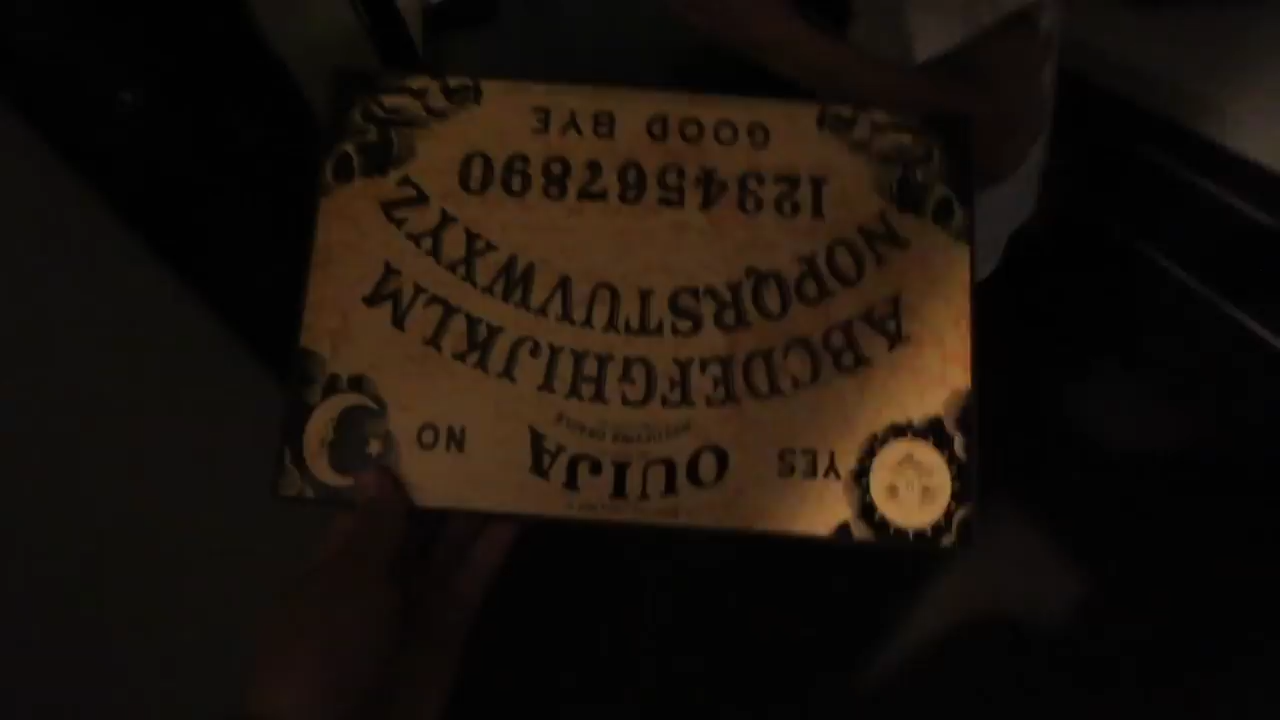 YES OUIJA NO
ABCDEFGHIJKLM
NOPQRSTUVWXYZ
1234567890
GOOD BYE